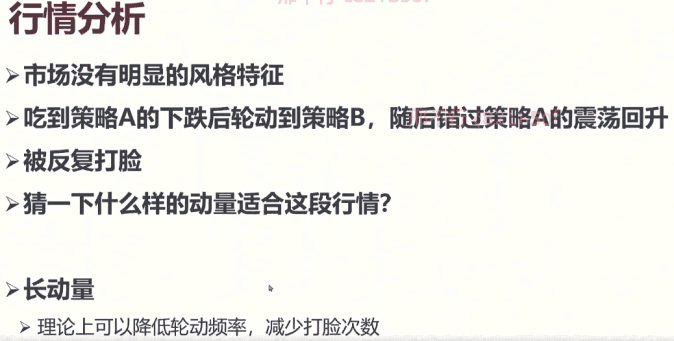 行情分析
➢市场没有明显的风格特征
➢吃到策略A的下跌后轮动到策略B，随后错过策略A的震荡回升
➢被反复打脸
➢猜一下什么样的动量适合这段行情？
➢长动量
➢理论上可以降低轮动频率，减少打脸次数